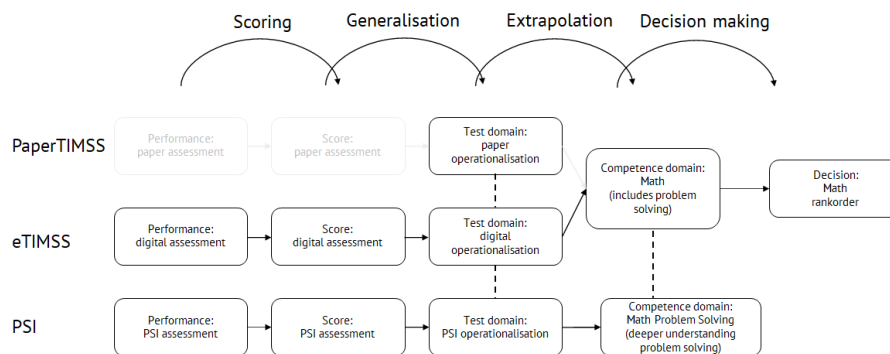 Scoring
Generalisation
Extrapolation
Decision making
PaperTIMSS
Performance:
paper assessment
Score:
paper assessment
Test domain:
paper
operationalisation
Competence domain:
Math
(includes problem
solving)
Decision:
Math
rankorder
eTIMSS
Performance:
digital assessment
Score:
digital assessment
Test domain:
digital
operationalisation
PSI
Performance:
PSI assessment
Score:
PSI assessment
Test domain:
PSI operationalisation
Competence domain:
Math Problem Solving
(deeper understanding
problem solving)